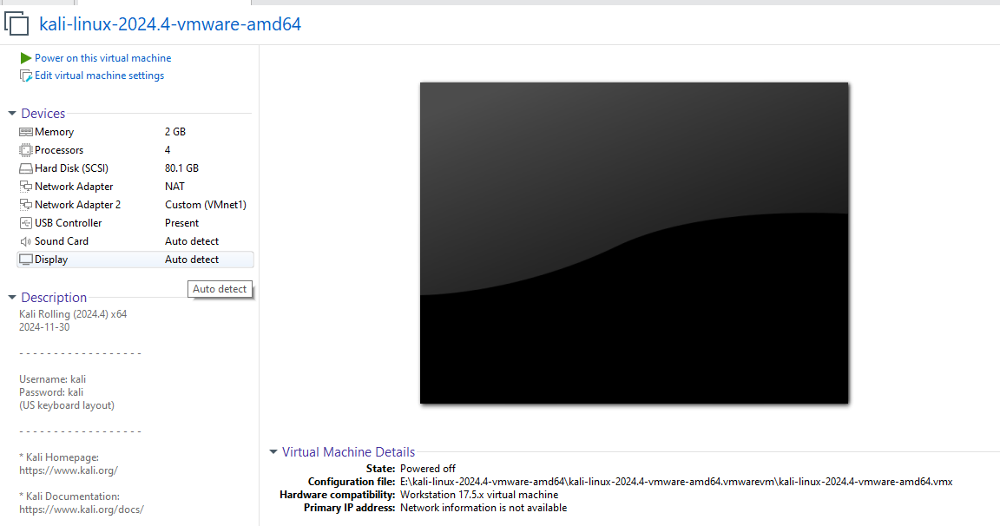 kali-linux-2024.4-vmware-amd64
Power on this virtual machine
Edit virtual machine settings
Devices
Memory 2 GB
Processors 4
Hard Disk (SCSI) 80.1 GB
Network Adapter NAT
Network Adapter 2 Custom (VMnet1)
USB Controller Present
Sound Card Auto detect
Display Auto detect
Auto detect
Description
Kali Rolling (2024.4) x64
2024-11-30
- - - - - - - - - - - - - - - - - -
Username: kali
Password: kali
(US keyboard layout)
- - - - - - - - - - - - - - - - - -
* Kali Homepage:
https://www.kali.org/
* Kali Documentation:
https://www.kali.org/docs/
Virtual Machine Details
State: Powered off
Configuration file: E:\kali-linux-2024.4-vmware-amd64\kali-linux-2024.4-vmware-amd64.vmwarevm\kali-linux-2024.4-vmware-amd64.vmx
Hardware compatibility: Workstation 17.5.x virtual machine
Primary IP address: Network information is not available